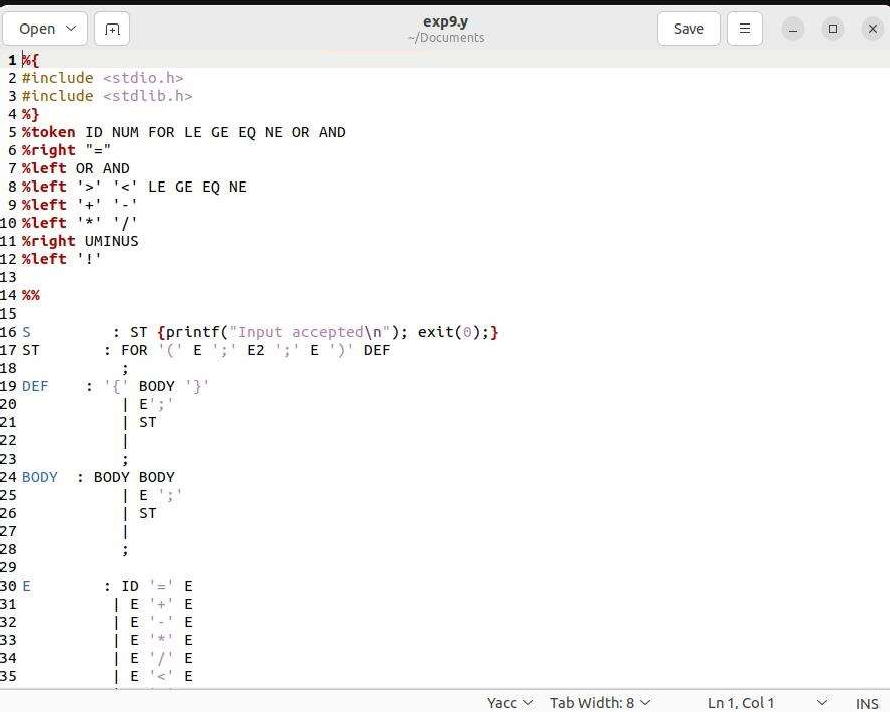 Open
exp9.y
~/Documents
Save
1 %{
2 #include <stdio.h>
3 #include <stdlib.h>
4 %}
5 %token ID NUM FOR LE GE EQ NE OR AND
6 %right "="
7 %left OR AND
8 %left '>' '<' LE GE EQ NE
9 %left '+' '-'
10 %left '*' '/'
11 %right UMINUS
12 %left '!'
13
14 %%
15
16 S : ST {printf("Input accepted\n"); exit(0);}
17 ST : FOR '(' E ';' E2 ';' E ')' DEF
18 ;
19 DEF : '{' BODY '}'
20 | E';'
21 | ST
22 |
23 ;
24 BODY : BODY BODY
25 | E ';'
26 | ST
27 |
28 ;
29
30 E : ID '=' E
31 | E '+' E
32 | E '-' E
33 | E '*' E
34 | E '/' E
35 | E '<' E
Yacc Tab Width: 8 Ln 1, Col 1 INS